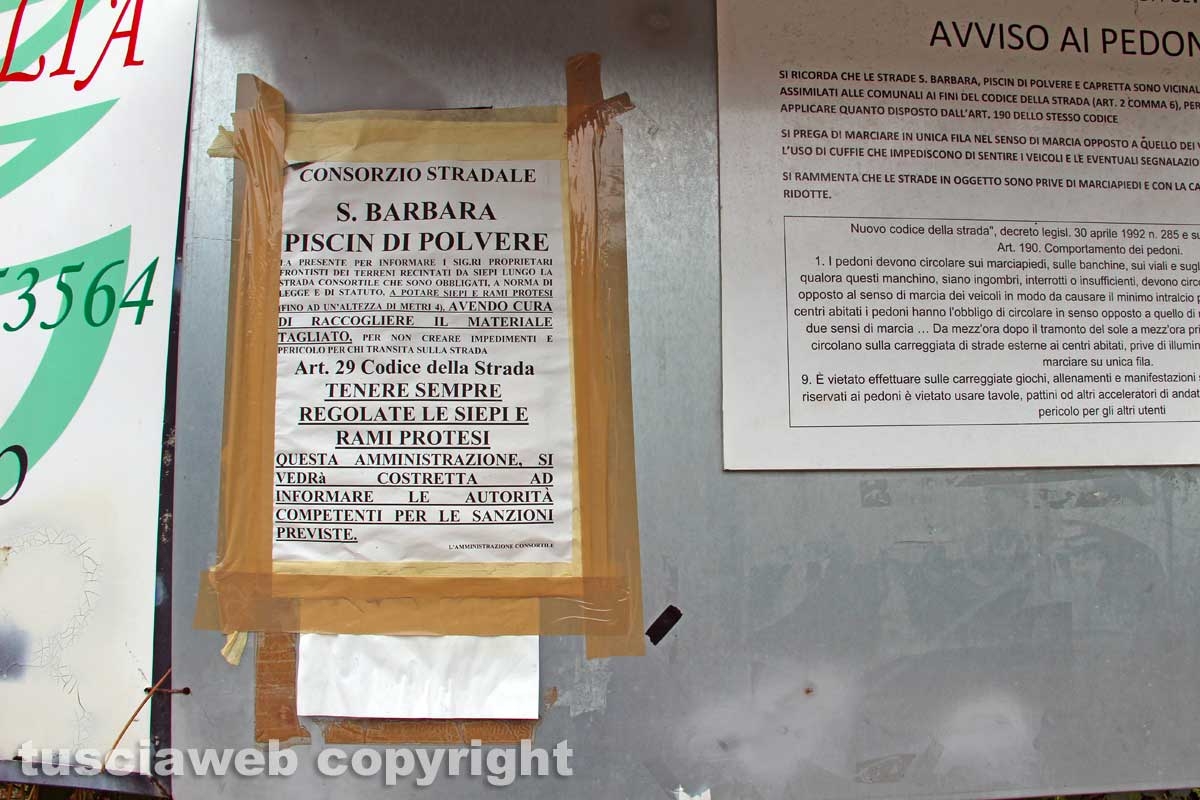 LIA
53564
CONSORZIO STRADALE
S. BARBARA
PISCIN DI POLVERE
LA PRESENTE PER INFORMARE I SIG.RI PROPRIETARI
FRONTISTI DEI TERRENI RECINTATI DA SIEPI LUNGO LA
STRADA CONSORTILE CHE SONO OBBLIGATI, A NORMA DI
LEGGE E DI STATUTO, A POTARE SIEPI E RAMI PROTESI
(FINO AD UN'ALTEZZA DI METRI 4), AVENDO CURA
DI RACCOGLIERE IL MATERIALE
TAGLIATO, PER NON CREARE IMPEDIMENTI E
PERICOLO PER CHI TRANSITA SULLA STRADA
Art. 29 Codice della Strada
TENERE SEMPRE
REGOLATE LE SIEPI E
RAMI PROTESI
QUESTA AMMINISTRAZIONE, SI
VEDRà COSTRETTA AD
INFORMARE LE AUTORITÀ
COMPETENTI PER LE SANZIONI
PREVISTE.
L'AMMINISTRAZIONE CONSORTILE
AVVISO AI PEDON
SI RICORDA CHE LE STRADE S. BARBARA, PISCIN DI POLVERE E CAPRETTA SONO VICINAL
ASSIMILATI ALLE COMUNALI AI FINI DEL CODICE DELLA STRADA (ART. 2 COMMA 6), PER
APPLICARE QUANTO DISPOSTO DALL'ART. 190 DELLO STESSO CODICE
SI PREGA DI MARCIARE IN UNICA FILA NEL SENSO DI MARCIA OPPOSTO A QUELLO DEI V
L'USO DI CUFFIE CHE IMPEDISCONO DI SENTIRE I VEICOLI E LE EVENTUALI SEGNALAZIO
SI RAMMENTA CHE LE STRADE IN OGGETTO SONO PRIVE DI MARCIAPIEDI E CON LA CA
RIDOTTE.
Nuovo codice della strada", decreto legisl. 30 aprile 1992 n. 285 e su
Art. 190. Comportamento dei pedoni.
1. I pedoni devono circolare sui marciapiedi, sulle banchine, sui viali e sugl
qualora questi manchino, siano ingombri, interrotti o insufficienti, devono circol
opposto al senso di marcia dei veicoli in modo da causare il minimo intralcio p
centri abitati i pedoni hanno l'obbligo di circolare in senso opposto a quello di m
due sensi di marcia ... Da mezz'ora dopo il tramonto del sole a mezz'ora pri
circolano sulla carreggiata di strade esterne ai centri abitati, prive di illumin
marciare su unica fila.
9. È vietato effettuare sulle carreggiate giochi, allenamenti e manifestazioni s
riservati ai pedoni è vietato usare tavole, pattini od altri acceleratori di andat
pericolo per gli altri utenti
tusciaweb copyright